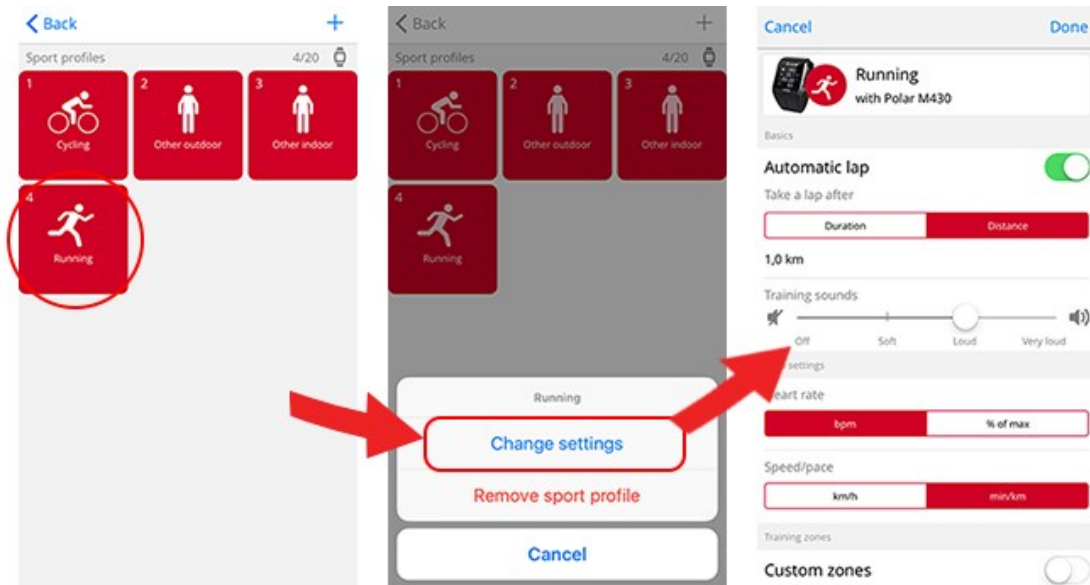 Back
+
Sport profiles 4/20
1
Cycling
2
Other outdoor
3
Other indoor
4
Running
Back
+
Sport profiles 4/20
1
Cycling
2
Other outdoor
3
Other indoor
4
Running
Running
Change settings
Remove sport profile
Cancel
Cancel Done
Running
with Polar M430
Basics
Automatic lap
Take a lap after
Duration Distance
1,0 km
Training sounds
Off Soft Loud Very loud
settings
eart rate
bpm % of max
Speed/pace
km/h min/km
Training zones
Custom zones